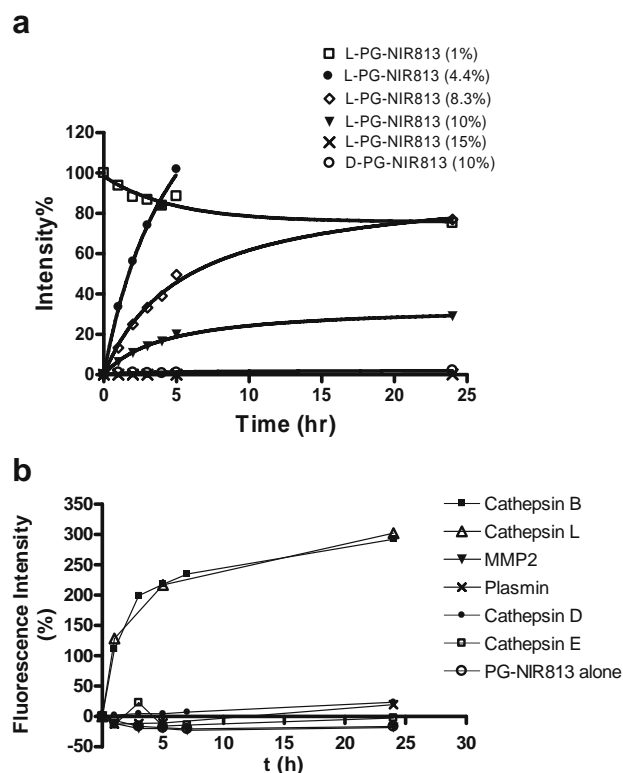 a
L-PG-NIR813 (1%)
L-PG-NIR813 (4.4%)
L-PG-NIR813 (8.3%)
L-PG-NIR813 (10%)
L-PG-NIR813 (15%)
D-PG-NIR813 (10%)
120
100
80
60
40
20
0
Intensity%
0 5 10 15 20 25
Time (hr)
b
350
300
250
200
150
100
50
0
-50
Fluorescence Intensity
(%)
5 10 15 20 25 30
t (h)
Cathepsin B
Cathepsin L
MMP2
Plasmin
Cathepsin D
Cathepsin E
PG-NIR813 alone